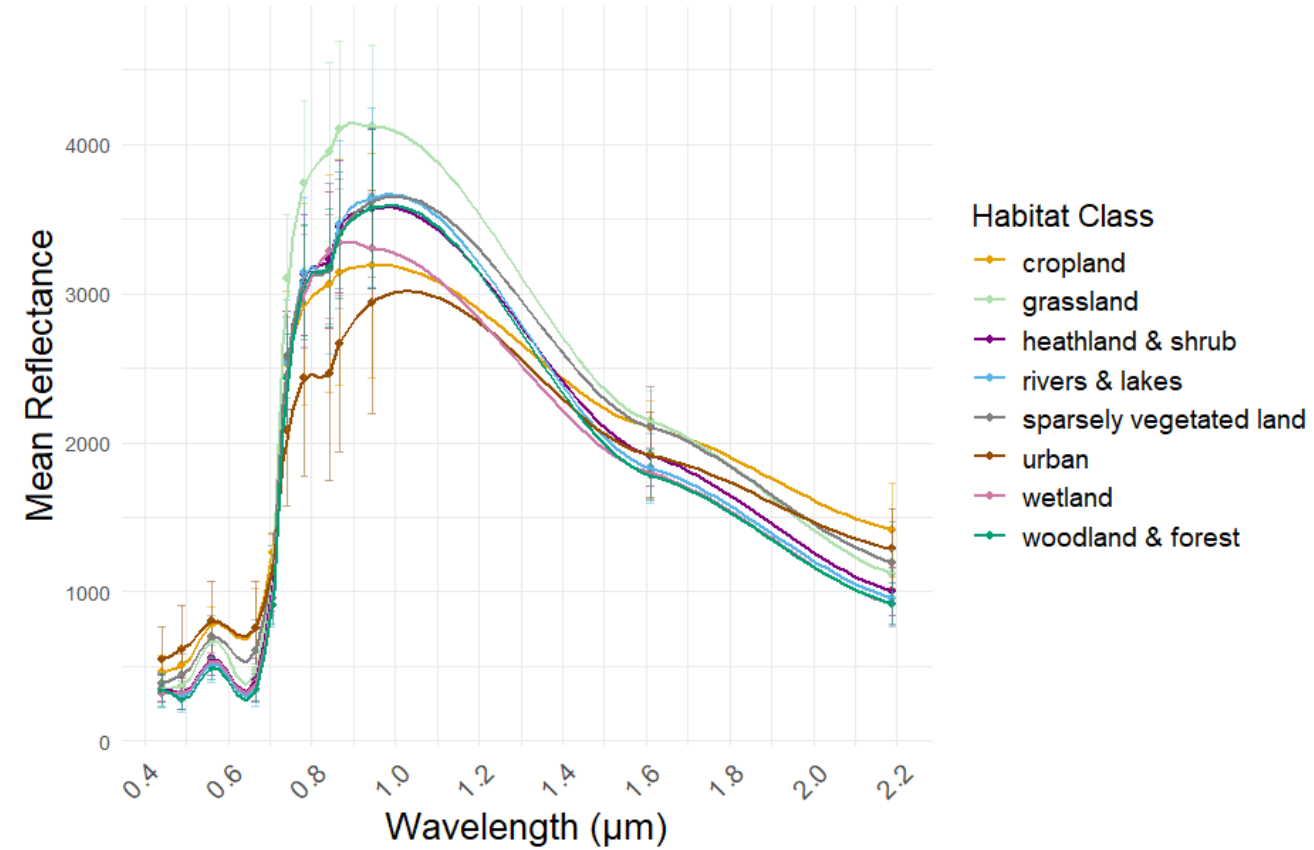 Mean Reflectance
4000
3000
2000
1000
0
0.4
0.6
0.8
1.0
1.2
1.4
1.6
1.8
2.0
2.2
Wavelength (µm)
Habitat Class
cropland
grassland
heathland & shrub
rivers & lakes
sparsely vegetated land
urban
wetland
woodland & forest